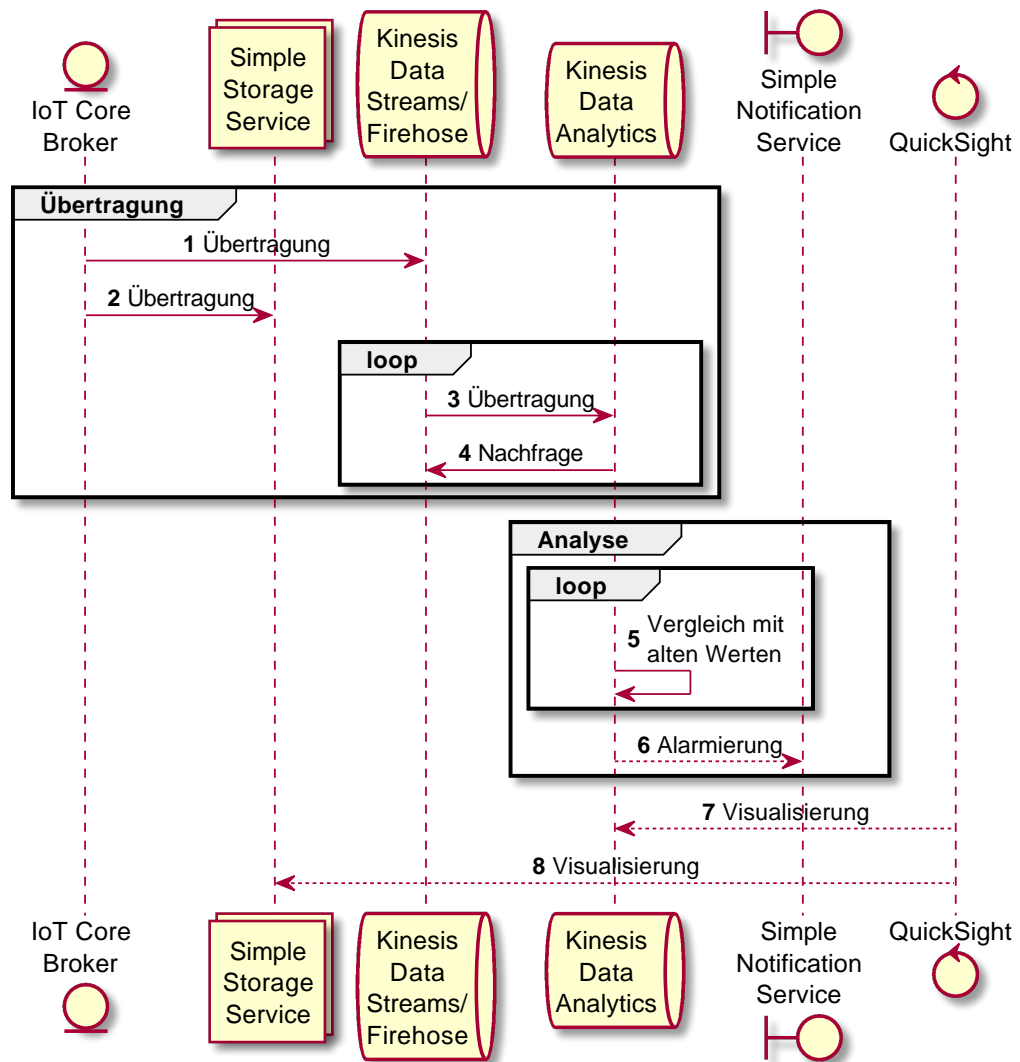 IoT Core
Broker
Simple
Storage
Service
Kinesis
Data
Streams/
Firehose
Kinesis
Data
Analytics
Simple
Notification
Service
QuickSight
Übertragung
1 Übertragung
2 Übertragung
loop
3 Übertragung
4 Nachfrage
Analyse
loop
5 Vergleich mit
alten Werten
6 Alarmierung
7 Visualisierung
8 Visualisierung
IoT Core
Broker
Simple
Storage
Service
Kinesis
Data
Streams/
Firehose
Kinesis
Data
Analytics
Simple
Notification
Service
QuickSight